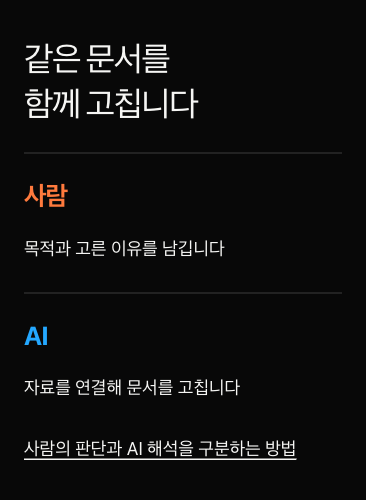 같은 문서를
함께 고칩니다
사람
목적과 고른 이유를 남깁니다
AI
자료를 연결해 문서를 고칩니다
사람의 판단과 AI 해석을 구분하는 방법